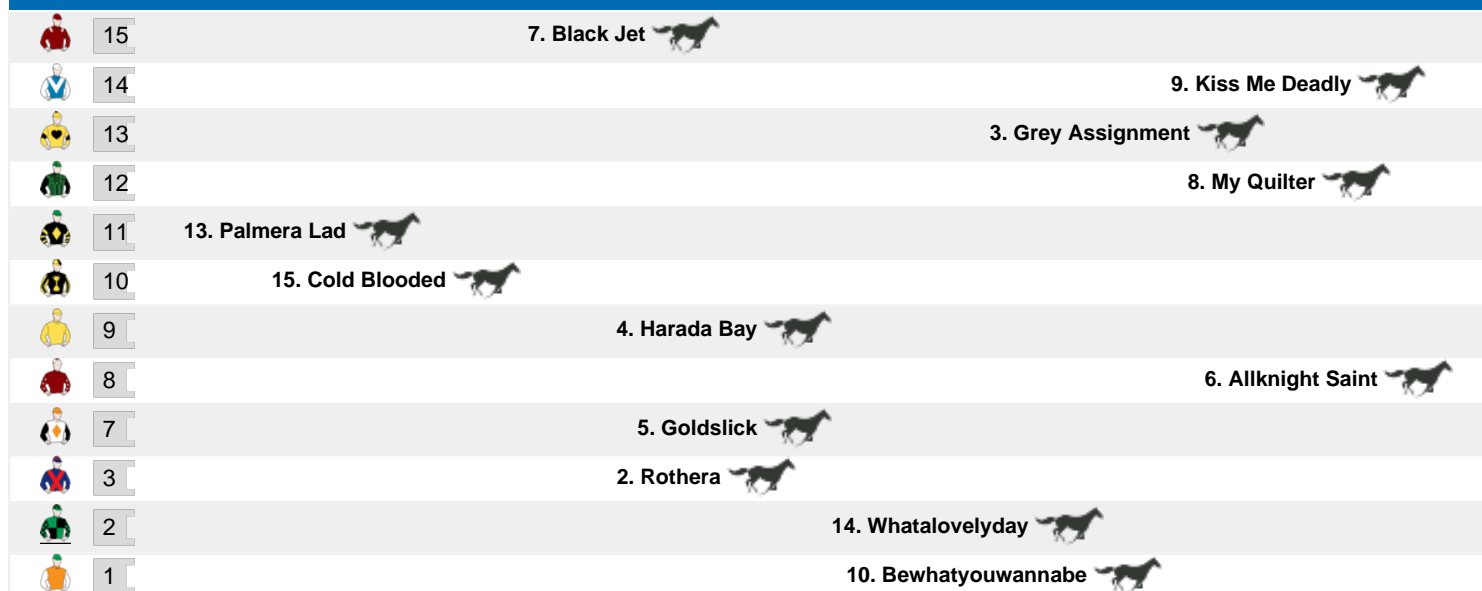 15 7. Black Jet
14 9. Kiss Me Deadly
13 3. Grey Assignment
12 8. My Quilter
11 13. Palmera Lad
10 15. Cold Blooded
9 4. Harada Bay
8 6. Allknight Saint
7 5. Goldslick
3 2. Rothera
2 14. Whatalovelyday
1 10. Bewhatyouwannabe